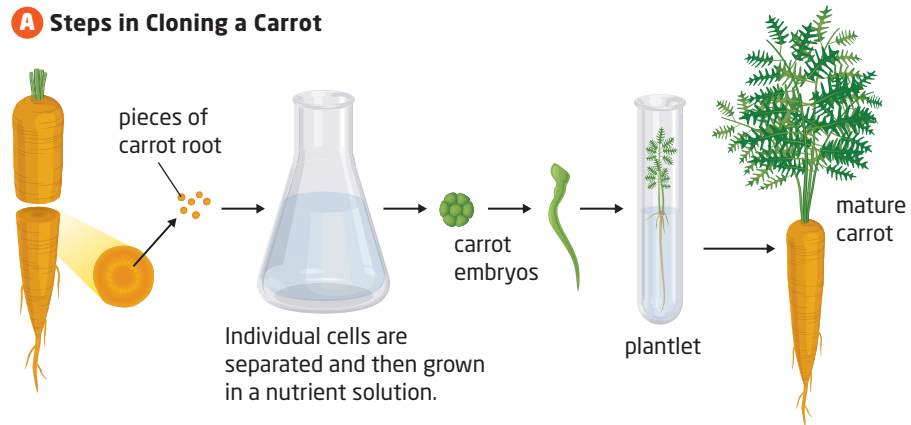 A Steps in Cloning a Carrot
pieces of
carrot root
Individual cells are
separated and then grown
in a nutrient solution.
carrot
embryos
plantlet
mature
carrot